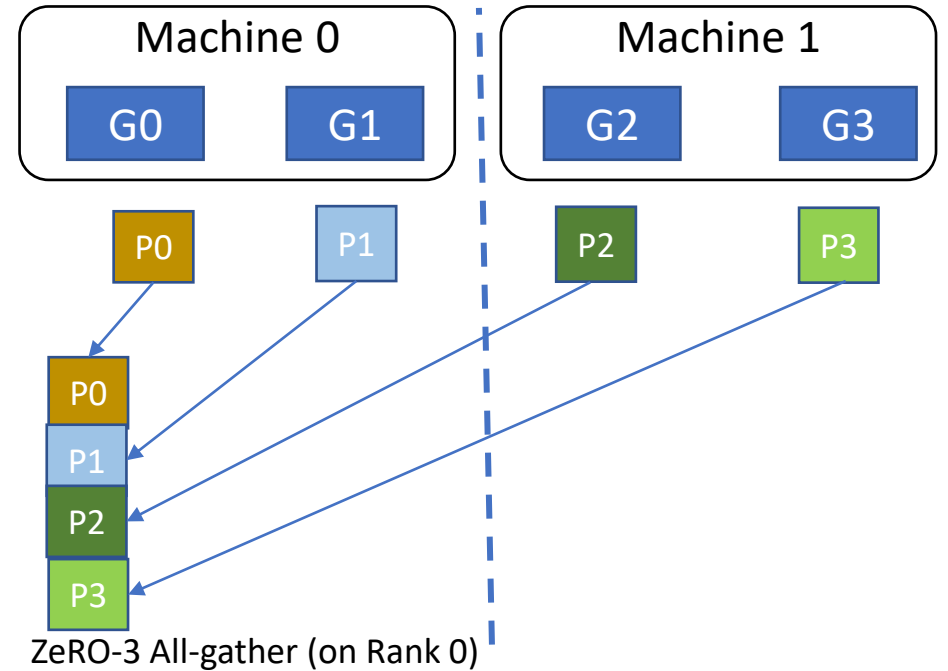 Machine 0
Machine 1
G0
G1
G2
G3
P0
P1
P2
P3
P0
P1
P2
P3
ZeRO-3 All-gather (on Rank 0)